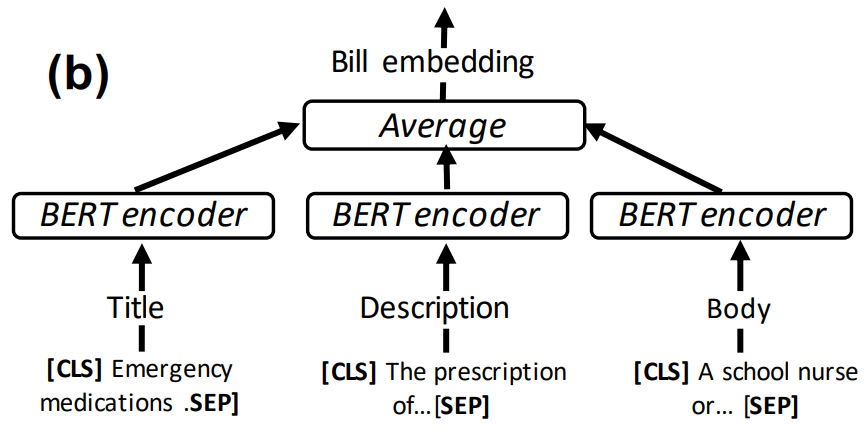 Bill embedding
(b)
Average
BERT encoder BERT encoder BERT encoder
Title Description Body
[CLS] Emergency
medications .SEP]
[CLS] The prescription
of...[SEP]
[CLS] A school nurse
or... [SEP]